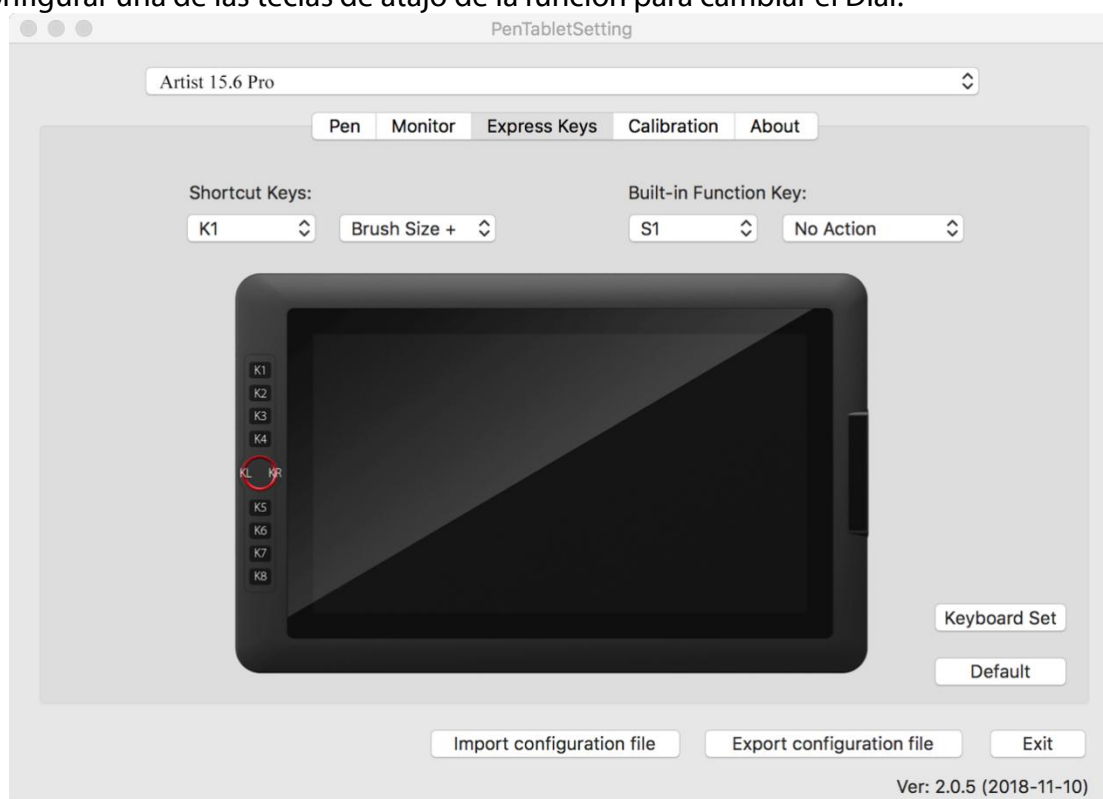 configurar una de las teclas de atajo de la función para cambiar el Dial.
PenTabletSetting
Artist 15.6 Pro
Pen Monitor Express Keys Calibration About
Shortcut Keys: Built-in Function Key:
K1 Brush Size + S1 No Action
K1
K2
K3
K4
KL KR
K5
K6
K7
K8
Keyboard Set
Default
Import configuration file Export configuration file Exit
Ver: 2.0.5 (2018-11-10)